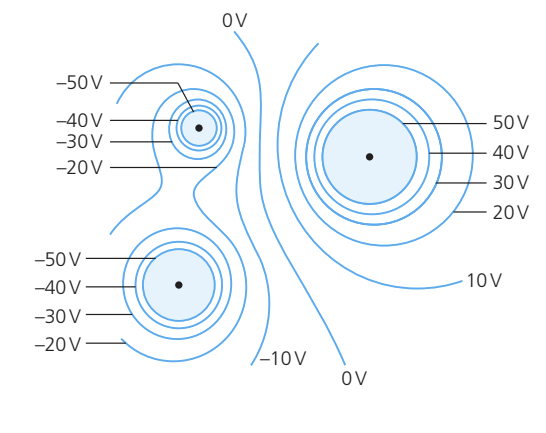 0 V
–50 V
–40 V
–30 V
–20 V
50 V
40 V
30 V
20 V
–50 V
–40 V
–30 V
–20 V
10 V
–10 V
0 V